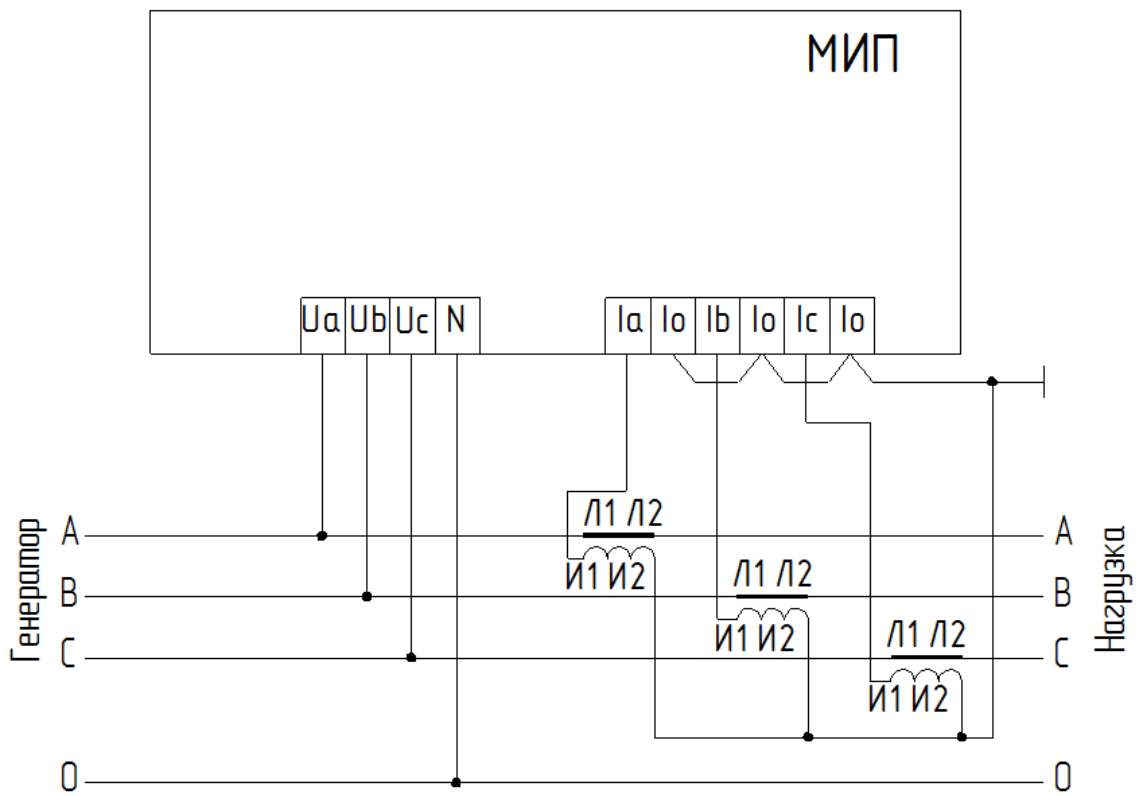 МИП
Ua Ub Uc N Ia Io Ib Io Ic Io
Генератор
Нагрузка
Л1 Л2
A A
И1 И2
Л1 Л2
B B
И1 И2
Л1 Л2
C C
И1 И2
0 0